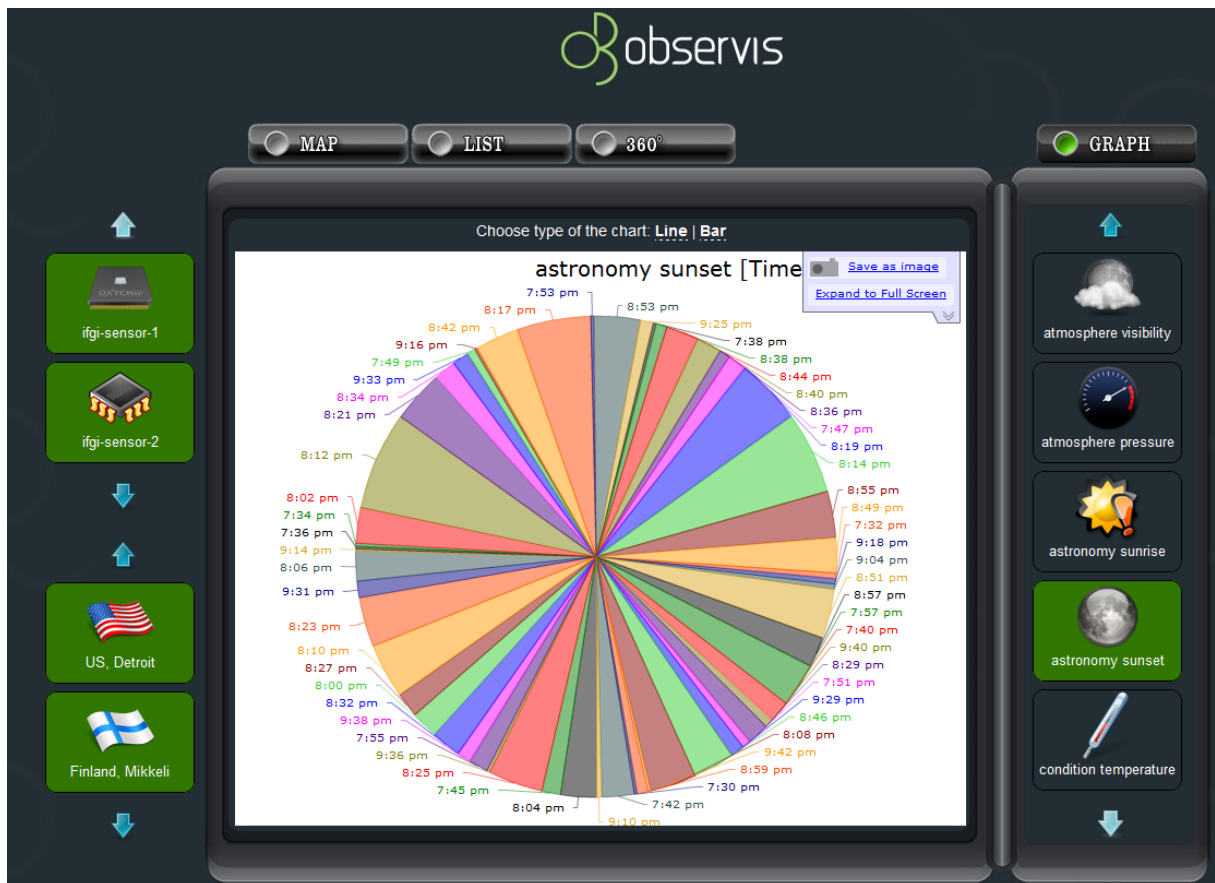 observis
MAP
LIST
360°
GRAPH
Choose type of the chart: Line | Bar
astronomy sunset [Time
Save as image
Expand to Full Screen
7:53 pm
8:53 pm
9:25 pm
7:38 pm
8:38 pm
8:44 pm
8:40 pm
8:36 pm
7:47 pm
8:19 pm
8:14 pm
8:55 pm
8:49 pm
7:32 pm
9:18 pm
9:04 pm
8:51 pm
8:57 pm
7:57 pm
7:40 pm
9:40 pm
8:29 pm
7:51 pm
9:29 pm
8:46 pm
8:08 pm
9:42 pm
8:59 pm
7:30 pm
7:42 pm
9:10 pm
8:04 pm
7:45 pm
8:25 pm
9:36 pm
7:55 pm
9:38 pm
8:32 pm
8:00 pm
8:27 pm
8:10 pm
8:23 pm
9:31 pm
8:06 pm
9:14 pm
7:36 pm
7:34 pm
8:02 pm
8:12 pm
8:21 pm
8:34 pm
9:33 pm
7:49 pm
9:16 pm
8:42 pm
8:17 pm
OXYCHIP
ifgi-sensor-1
ifgi-sensor-2
US, Detroit
Finland, Mikkeli
atmosphere visibility
atmosphere pressure
astronomy sunrise
astronomy sunset
condition temperature